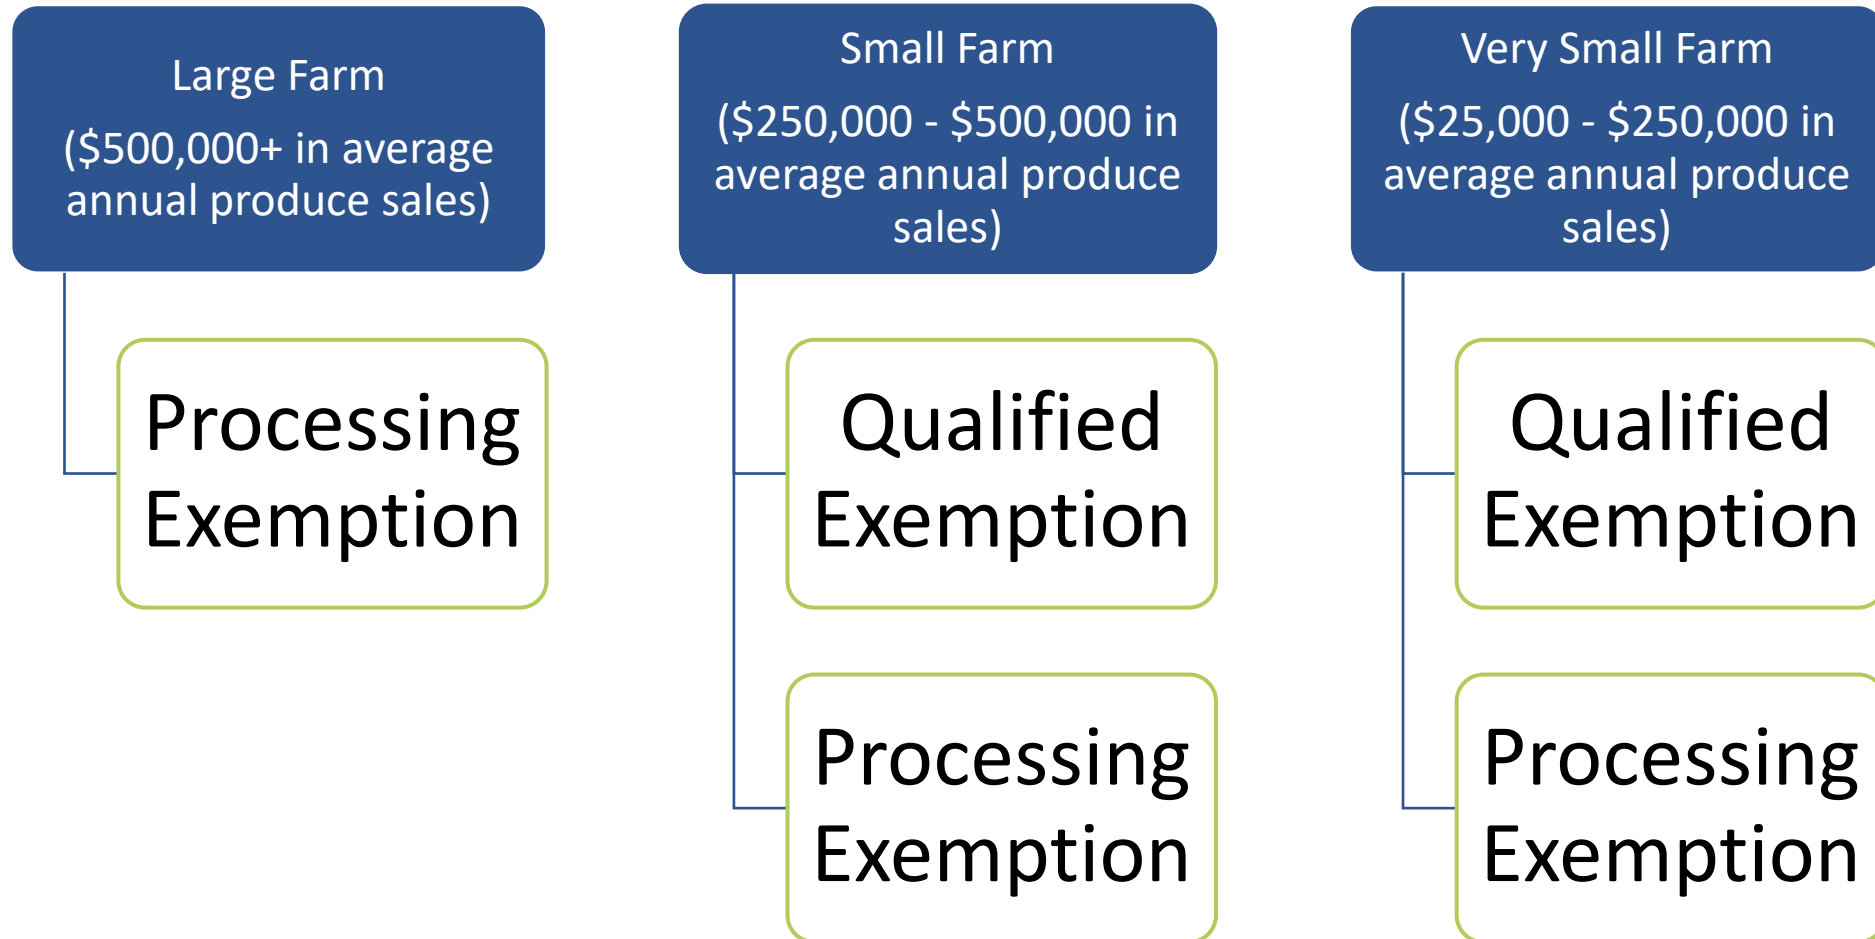 Large Farm
($500,000+ in average
annual produce sales)
Processing
Exemption
Small Farm
($250,000 - $500,000 in
average annual produce
sales)
Qualified
Exemption
Processing
Exemption
Very Small Farm
($25,000 - $250,000 in
average annual produce
sales)
Qualified
Exemption
Processing
Exemption